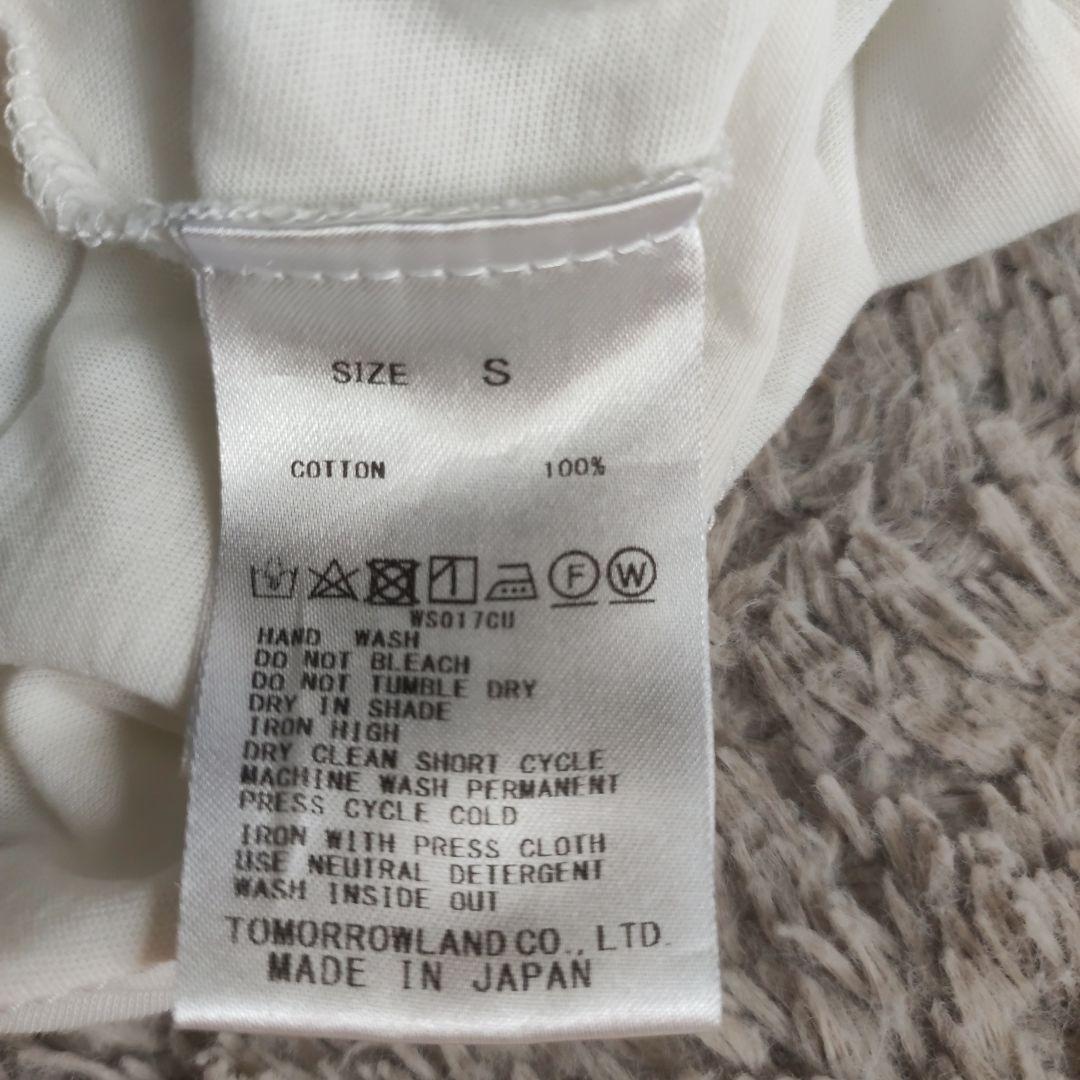 SIZE S
COTTON 100%
F W
WS017CU
HAND WASH
DO NOT BLEACH
DO NOT TUMBLE DRY
DRY IN SHADE
IRON HIGH
DRY CLEAN SHORT CYCLE
MACHINE WASH PERMANENT
PRESS CYCLE COLD
IRON WITH PRESS CLOTH
USE NEUTRAL DETERGENT
WASH INSIDE OUT
TOMORROWLAND CO., LTD.
MADE IN JAPAN